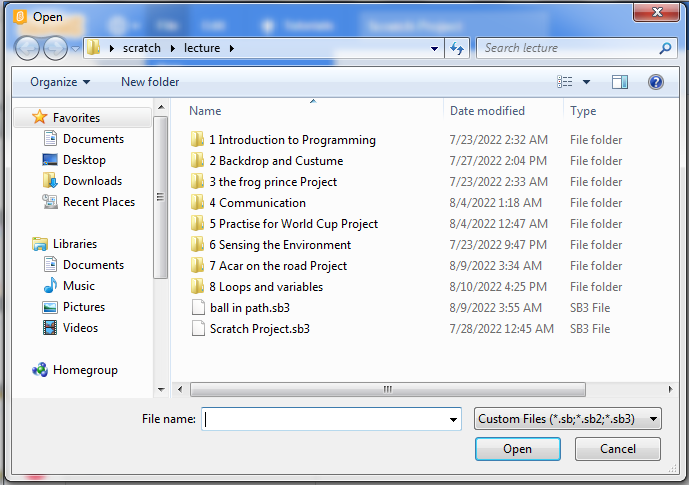 Open
File Edit Tutorials Scratch Project
scratch lecture Search lecture
Organize New folder
Name Date modified Type
Favorites
Documents
Desktop
Downloads
Recent Places
Libraries
Documents
Music
Pictures
Videos
Homegroup
1 Introduction to Programming 7/23/2022 2:32 AM File folder
2 Backdrop and Custume 7/27/2022 2:04 PM File folder
3 the frog prince Project 7/23/2022 2:33 AM File folder
4 Communication 8/4/2022 1:18 AM File folder
5 Practise for World Cup Project 8/4/2022 12:47 AM File folder
6 Sensing the Environment 7/23/2022 9:47 PM File folder
7 Acar on the road Project 8/9/2022 3:34 AM File folder
8 Loops and variables 8/10/2022 4:25 PM File folder
ball in path.sb3 8/9/2022 3:55 AM SB3 File
Scratch Project.sb3 7/28/2022 12:45 AM SB3 File
File name: Custom Files (*.sb;*.sb2;*.sb3)
Open Cancel